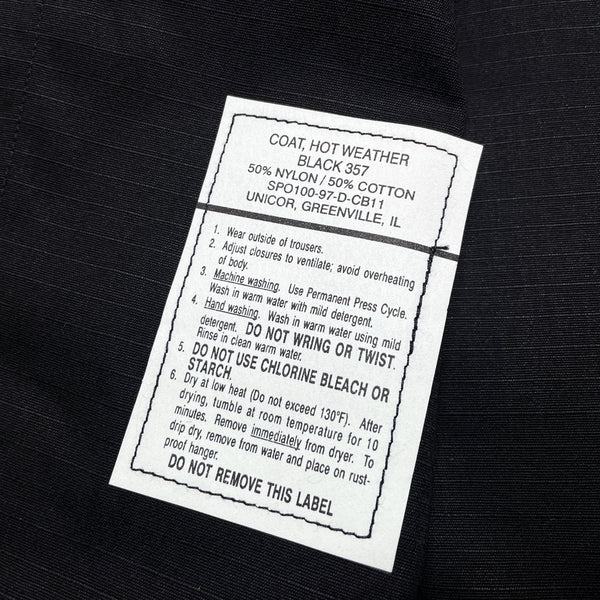 COAT, HOT WEATHER
BLACK 357
50% NYLON / 50% COTTON
SPO100-97-D-CB11
UNICOR, GREENVILLE, IL
1. Wear outside of trousers.
2. Adjust closures to ventilate; avoid overheating
of body.
3. Machine washing. Use Permanent Press Cycle.
Wash in warm water with mild detergent.
4. Hand washing. Wash in warm water using mild
detergent. DO NOT WRING OR TWIST.
Rinse in clean warm water.
5. DO NOT USE CHLORINE BLEACH OR
STARCH.
6. Dry at low heat (Do not exceed 130°F). After
drying, tumble at room temperature for 10
minutes. Remove immediately from dryer. To
drip dry, remove from water and place on rust-
proof hanger.
DO NOT REMOVE THIS LABEL